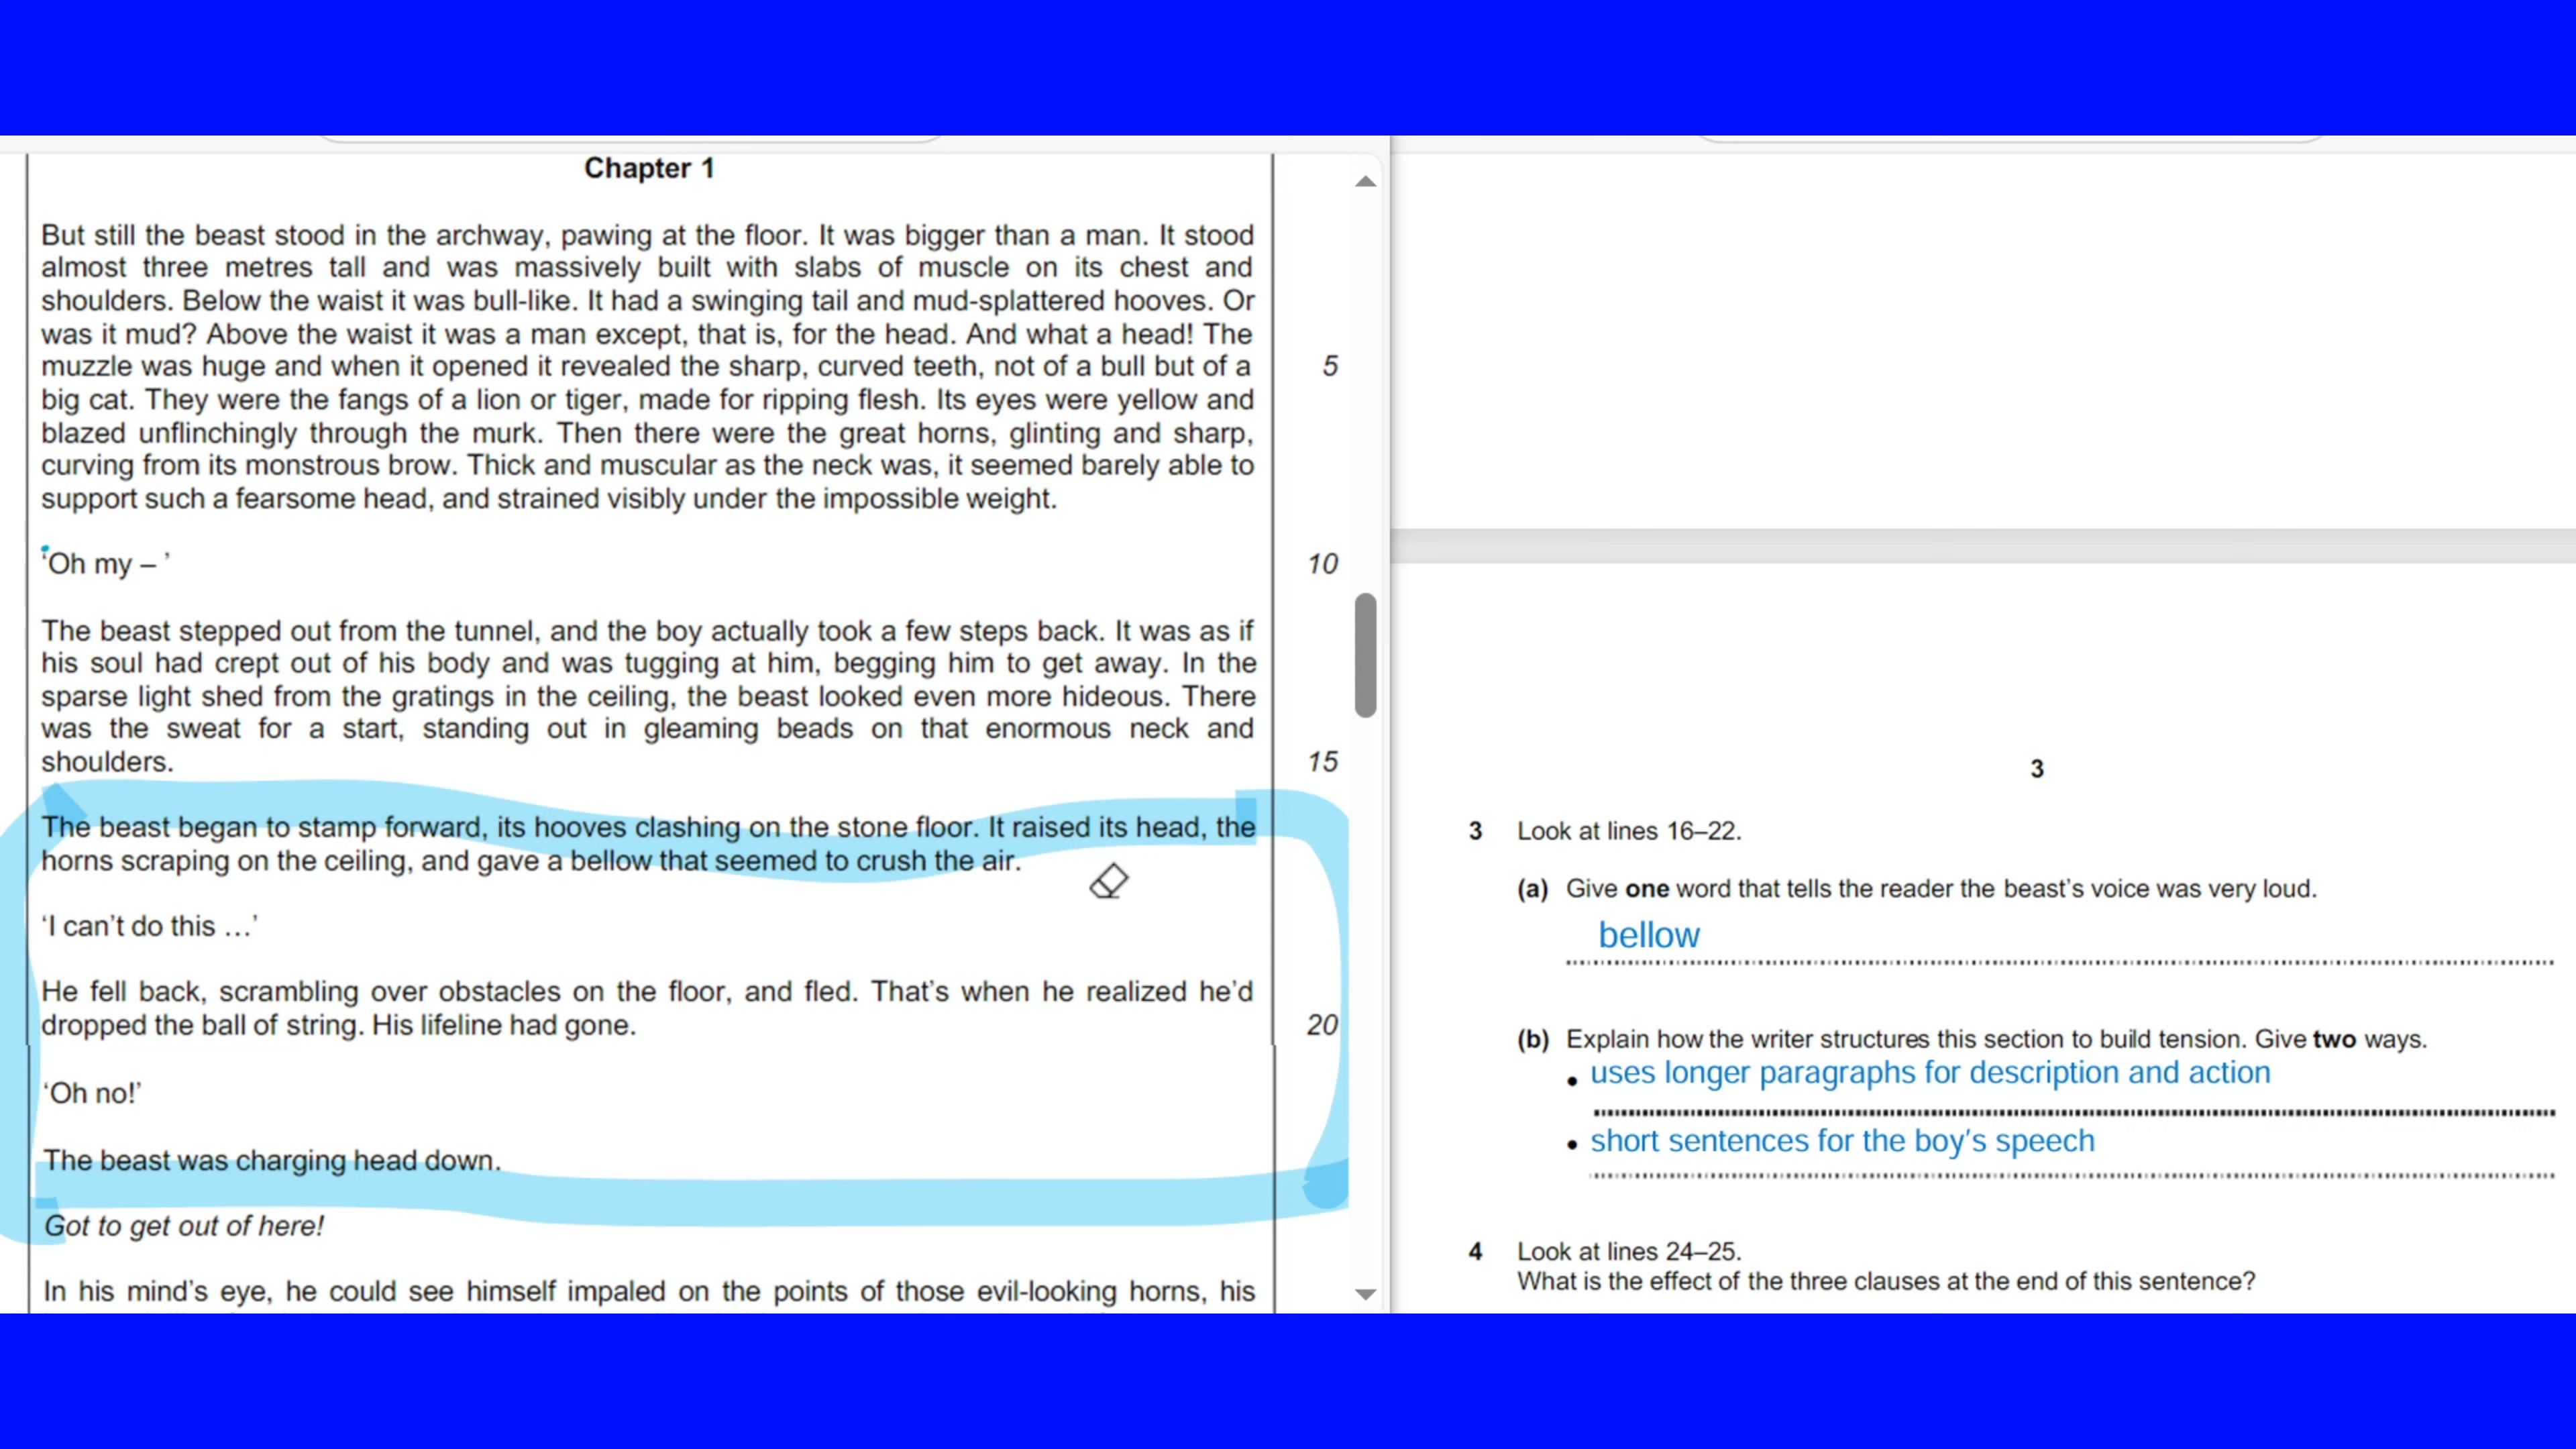 Chapter 1
But still the beast stood in the archway, pawing at the floor. It was bigger than a man. It stood
almost three metres tall and was massively built with slabs of muscle on its chest and
shoulders. Below the waist it was bull-like. It had a swinging tail and mud-splattered hooves. Or
was it mud? Above the waist it was a man except, that is, for the head. And what a head! The
muzzle was huge and when it opened it revealed the sharp, curved teeth, not of a bull but of a
5
big cat. They were the fangs of a lion or tiger, made for ripping flesh. Its eyes were yellow and
blazed unflinchingly through the murk. Then there were the great horns, glinting and sharp,
curving from its monstrous brow. Thick and muscular as the neck was, it seemed barely able to
support such a fearsome head, and strained visibly under the impossible weight.
‘Oh my – ’
10
The beast stepped out from the tunnel, and the boy actually took a few steps back. It was as if
his soul had crept out of his body and was tugging at him, begging him to get away. In the
sparse light shed from the gratings in the ceiling, the beast looked even more hideous. There
was the sweat for a start, standing out in gleaming beads on that enormous neck and
shoulders.
15
The beast began to stamp forward, its hooves clashing on the stone floor. It raised its head, the
horns scraping on the ceiling, and gave a bellow that seemed to crush the air.
‘I can’t do this …’
He fell back, scrambling over obstacles on the floor, and fled. That’s when he realized he’d
dropped the ball of string. His lifeline had gone.
20
‘Oh no!’
The beast was charging head down.
Got to get out of here!
In his mind’s eye, he could see himself impaled on the points of those evil-looking horns, his
3
3 Look at lines 16–22.
(a) Give one word that tells the reader the beast’s voice was very loud.
bellow
(b) Explain how the writer structures this section to build tension. Give two ways.
• uses longer paragraphs for description and action
• short sentences for the boy's speech
4 Look at lines 24–25.
What is the effect of the three clauses at the end of this sentence?